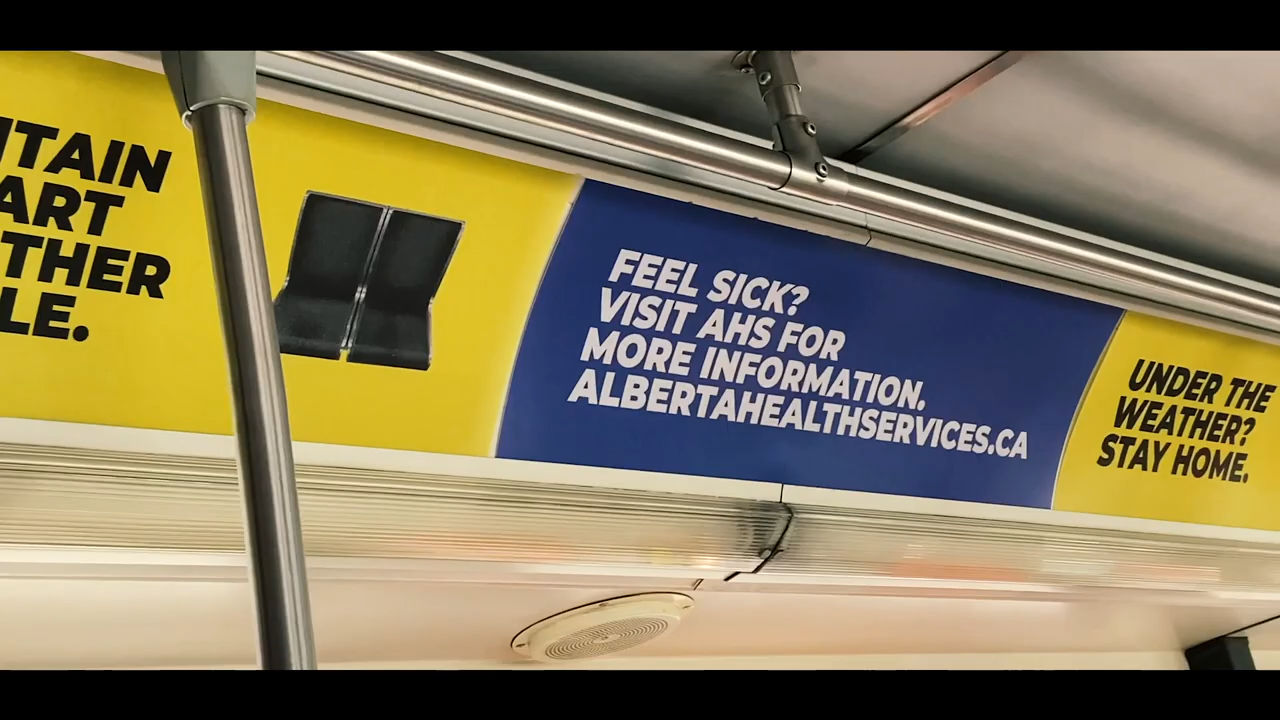 FEEL SICK?
VISIT AHS FOR
MORE INFORMATION.
ALBERTAHEALTHSERVICES.CA
UNDER THE
WEATHER?
STAY HOME.